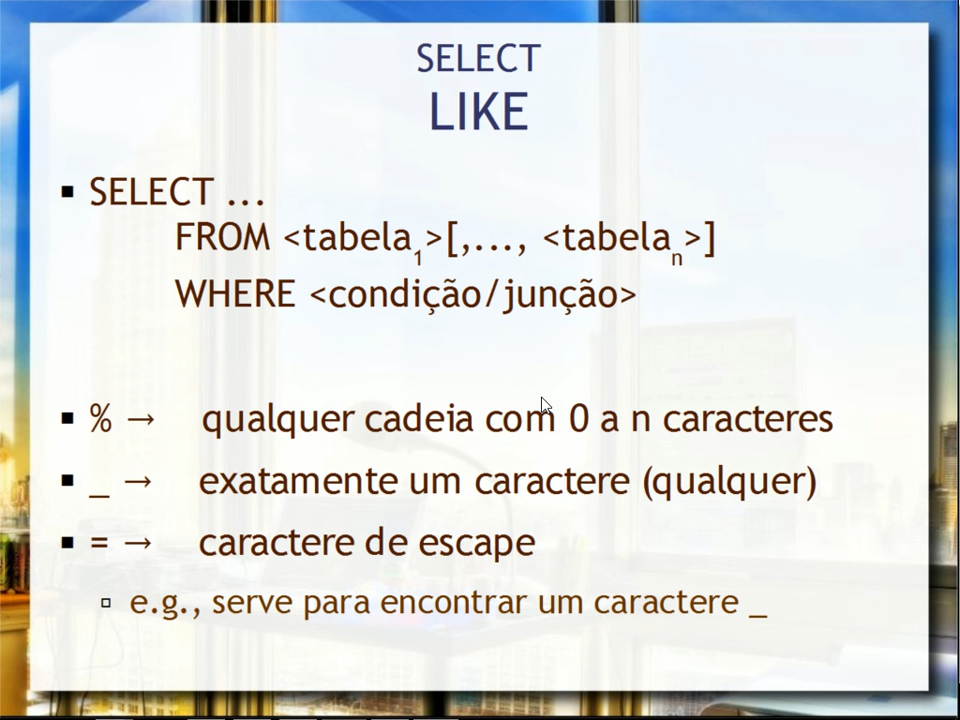 SELECT
LIKE
▪ SELECT ...
FROM <tabela1>[,..., <tabelan>]
WHERE <condição/junção>
▪ % → qualquer cadeia com 0 a n caracteres
▪ _ → exatamente um caractere (qualquer)
▪ = → caractere de escape
▫ e.g., serve para encontrar um caractere _